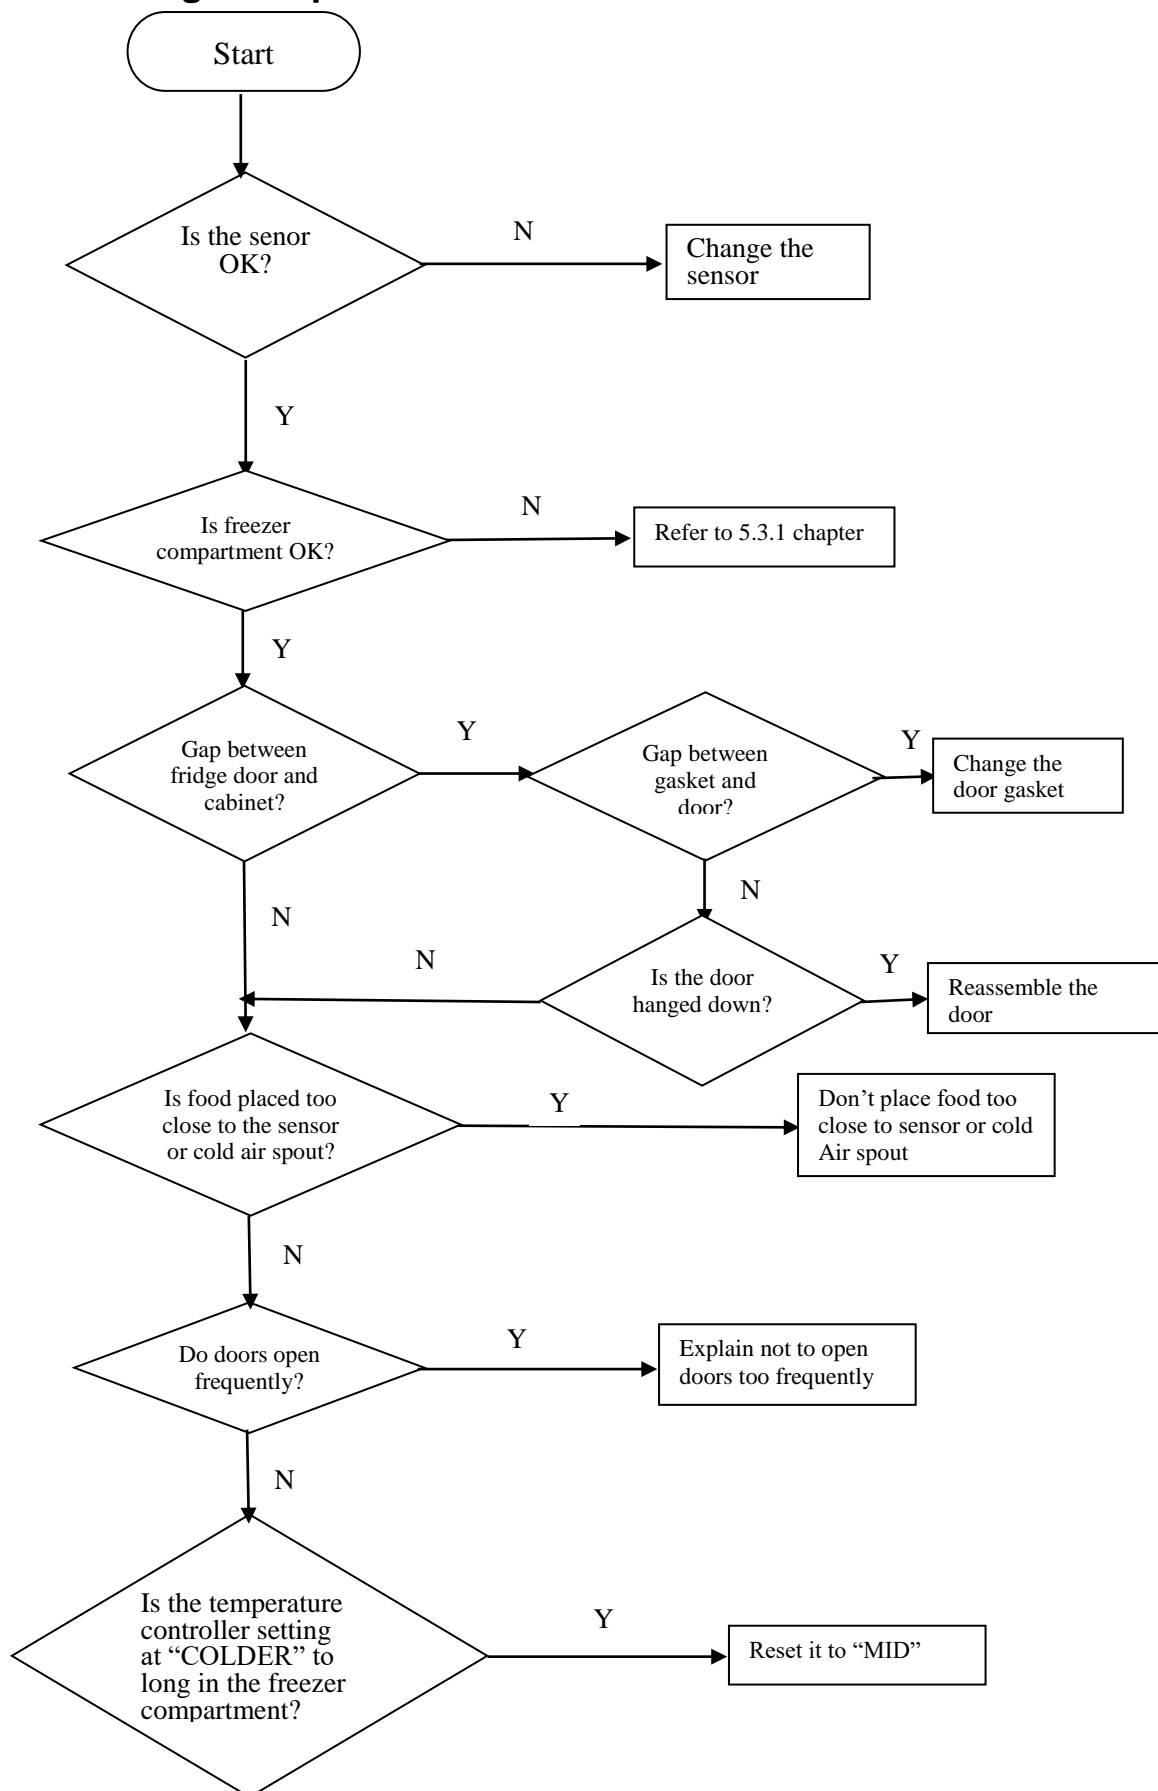 Start
Is the senor
OK?
N
Change the
sensor
Y
Is freezer
compartment OK?
N
Refer to 5.3.1 chapter
Y
Gap between
fridge door and
cabinet?
Y
Gap between
gasket and
door?
Y
Change the
door gasket
N
N
Is the door
hanged down?
N
Y
Reassemble the
door
Is food placed too
close to the sensor
or cold air spout?
Y
Don’t place food too
close to sensor or cold
Air spout
N
Do doors open
frequently?
Y
Explain not to open
doors too frequently
N
Is the temperature
controller setting
at “COLDER” to
long in the freezer
compartment?
Y
Reset it to “MID”